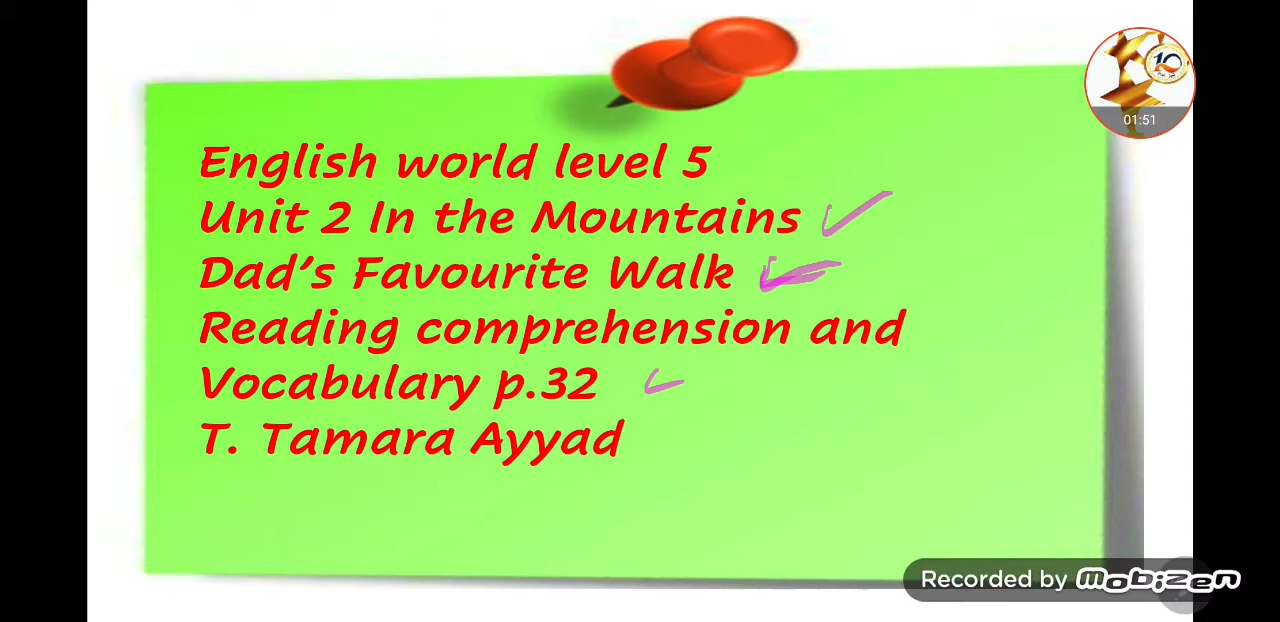 English world level 5
Unit 2 In the Mountains
Dad's Favourite Walk
Reading comprehension and
Vocabulary p.32
T. Tamara Ayyad
10
01:51
Recorded by Mobizen